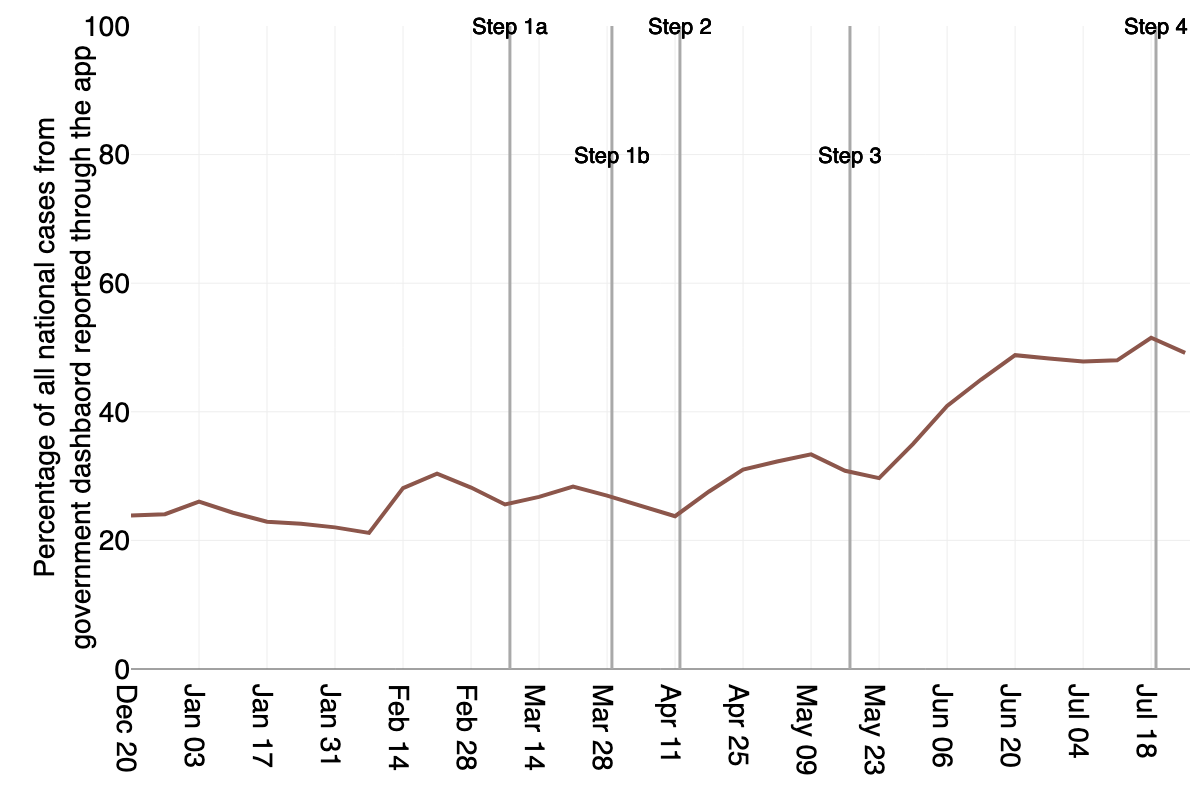 Percentage of all national cases from
government dashbaord reported through the app
100
80
60
40
20
0
Step 1a
Step 2
Step 4
Step 1b
Step 3
Dec 20
Jan 03
Jan 17
Jan 31
Feb 14
Feb 28
Mar 14
Mar 28
Apr 11
Apr 25
May 09
May 23
Jun 06
Jun 20
Jul 04
Jul 18